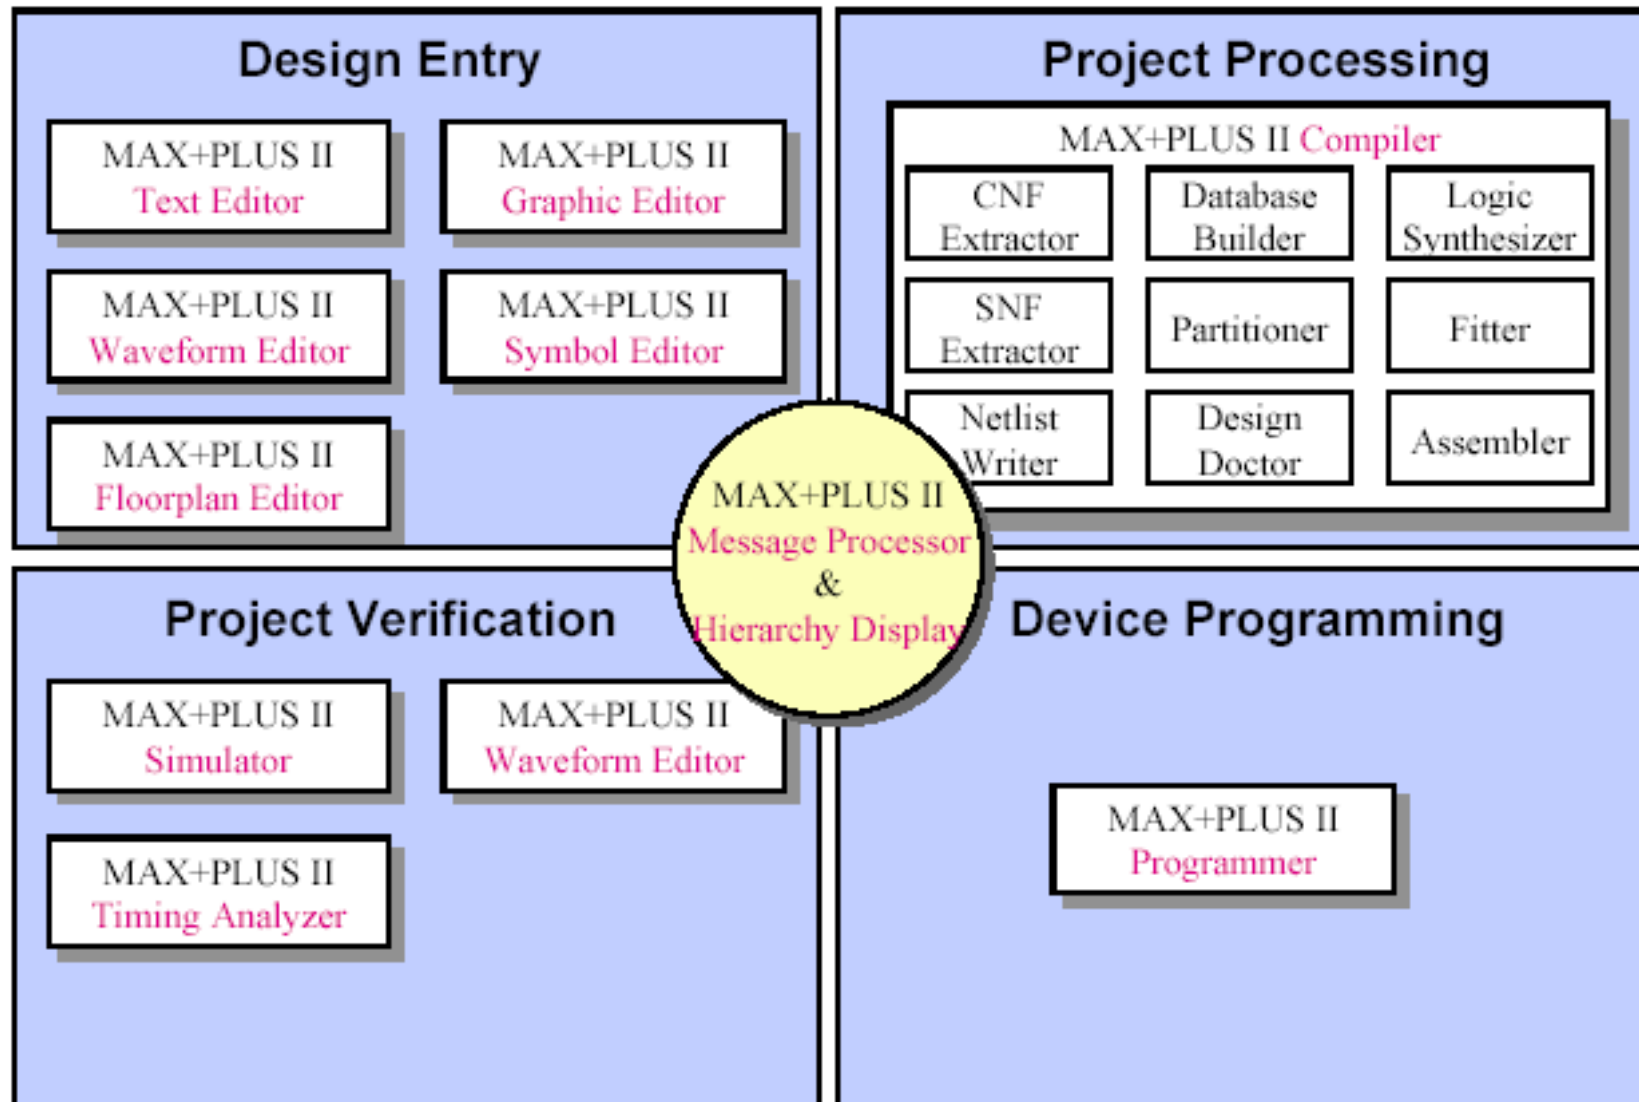 Design Entry
MAX+PLUS II
Text Editor
MAX+PLUS II
Graphic Editor
MAX+PLUS II
Waveform Editor
MAX+PLUS II
Symbol Editor
MAX+PLUS II
Floorplan Editor
Project Processing
MAX+PLUS II Compiler
CNF
Extractor
Database
Builder
Logic
Synthesizer
SNF
Extractor
Partitioner
Fitter
Netlist
Writer
Design
Doctor
Assembler
MAX+PLUS II
Message Processor
&
Hierarchy Display
Project Verification
MAX+PLUS II
Simulator
MAX+PLUS II
Waveform Editor
MAX+PLUS II
Timing Analyzer
Device Programming
MAX+PLUS II
Programmer